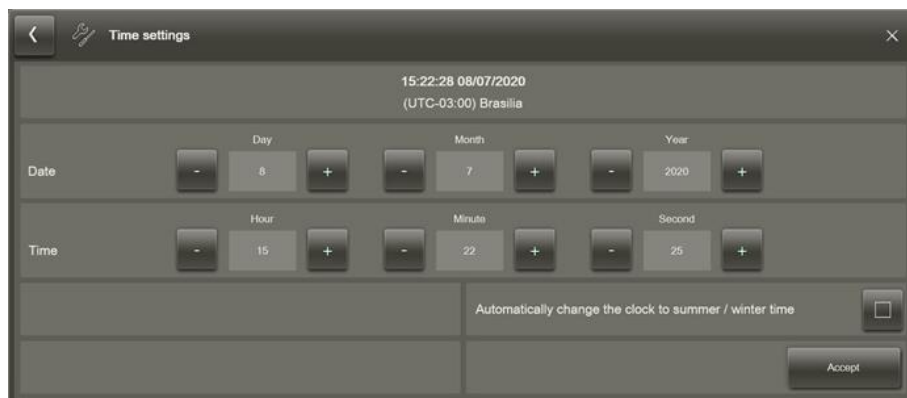 Time settings
15:22:28 08/07/2020
(UTC-03:00) Brasilia
Day Month Year
Date - 8 + - 7 + - 2020 +
Hour Minute Second
Time - 15 + - 22 + - 25 +
Automatically change the clock to summer / winter time
Accept